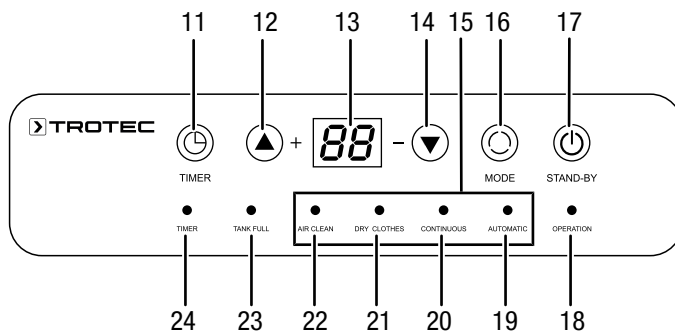 11 12 13 14 15 16 17
TROTEC
+ 88 -
TIMER MODE STAND-BY
TIMER TANK FULL AIR CLEAN DRY CLOTHES CONTINUOUS AUTOMATIC OPERATION
24 23 22 21 20 19 18